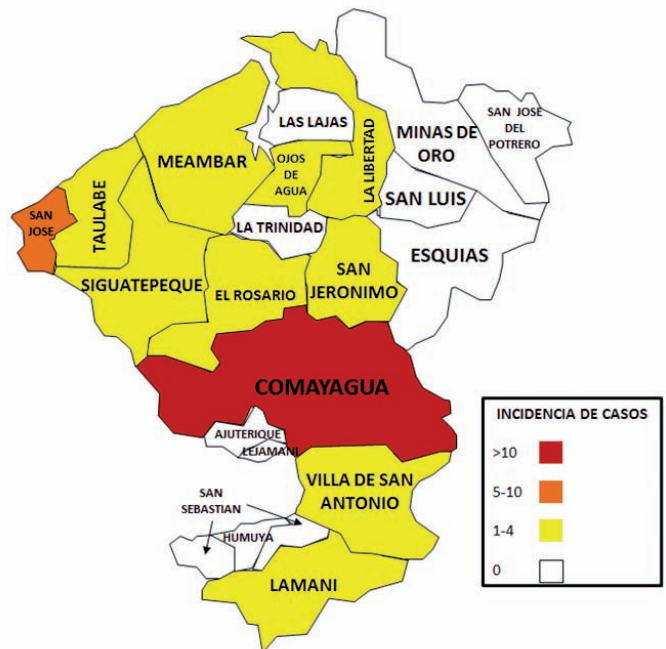 LAS LAJAS
MEAMBAR
OJOS
DE
AGUA
LA LIBERTAD
MINAS DE
ORO
SAN JOSE
DEL
POTRERO
SAN
JOSE
TAULABE
LA TRINIDAD
SAN LUIS
SIGUATEPEQUE
EL ROSARIO
SAN
JERONIMO
ESQUIAS
COMAYAGUA
AJUTERIQUE
LEJAMANI
VILLA DE SAN
ANTONIO
SAN
SEBASTIAN
HUMUYA
LAMANI
INCIDENCIA DE CASOS
>10
5-10
1-4
0